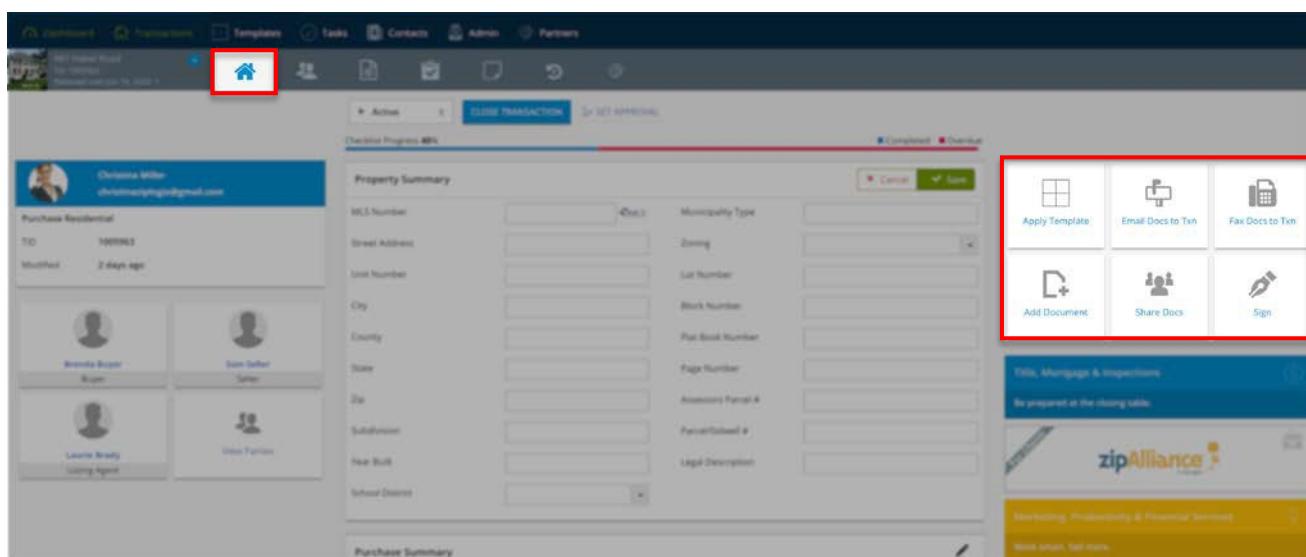 Dashboard Transactions Templates Tasks Contacts Admin Partners
Active CLOSE TRANSACTION SET APPROVAL
Checklist Progress 40% Completed Overdue
Christina Miller
Purchase Residential
TID 1009963
Modified 2 days ago
Brenda Buyer
Buyer
Sam Seller
Seller
Laurie Brady
Listing Agent
View Parties
Property Summary Cancel Save
MLS Number
Street Address
Unit Number
City
County
State
Zip
Subdivision
Year Built
School District
Municipality Type
Zoning
Lot Number
Block Number
Plat Book Number
Page Number
Assessors Parcel #
Parcel/Sidwell #
Legal Description
Purchase Summary
Apply Template Email Docs to Txn Fax Docs to Txn
Add Document Share Docs Sign
Title, Mortgage & Inspections
Be prepared at the closing table.
zipAlliance
Marketing, Productivity & Financial Services
Work smart. Sell more.